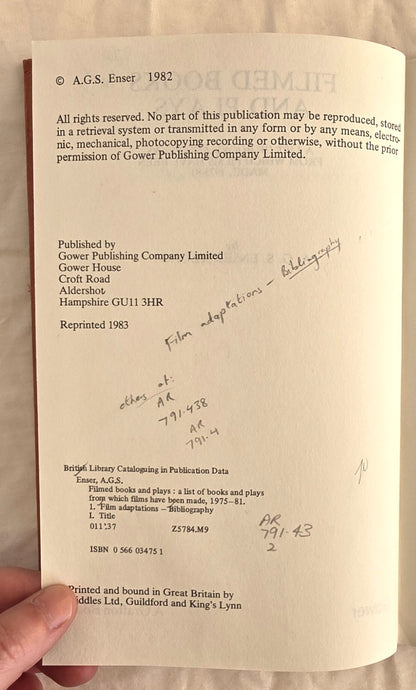 © A.G.S. Enser 1982
All rights reserved. No part of this publication may be reproduced, stored
in a retrieval system or transmitted in any form or by any means, electro-
nic, mechanical, photocopying recording or otherwise, without the prior
permission of Gower Publishing Company Limited.
Published by
Gower Publishing Company Limited
Gower House
Croft Road
Aldershot
Hampshire GU11 3HR
Reprinted 1983
Film adaptations – Bibliography
others at:
AR
791.438
AR
791.4
British Library Cataloguing in Publication Data
Enser, A.G.S.
Filmed books and plays : a list of books and plays
from which films have been made, 1975–81.
1. Film adaptations – Bibliography
I. Title
011'.37 Z5784.M9
ISBN 0 566 03475 1
AR
791.43
2
Printed and bound in Great Britain by
iddles Ltd, Guildford and King's Lynn